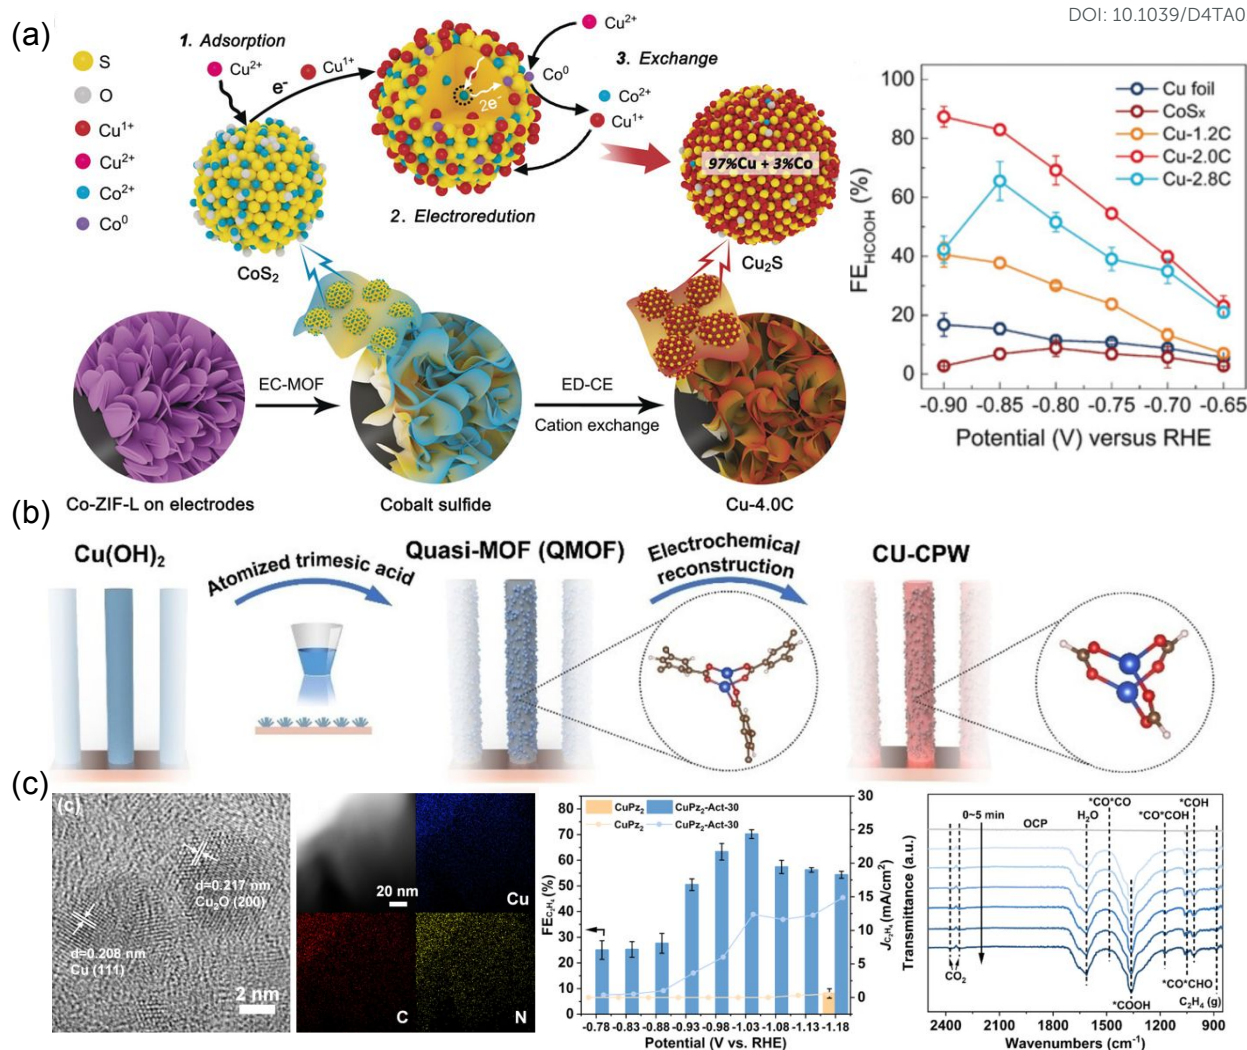 DOI: 10.1039/D4TA0
(a)
S
O
Cu1+
Cu2+
Co2+
Co0
1. Adsorption
Cu2+
e-
Cu1+
CoS2
2e-
2. Electroredution
Cu2+
Co0
3. Exchange
Co2+
Cu1+
97%Cu + 3%Co
Cu2S
EC-MOF
ED-CE
Cation exchange
Co-ZIF-L on electrodes
Cobalt sulfide
Cu-4.0C
FEHCOOH (%)
100
80
60
40
20
0
Cu foil
CoSx
Cu-1.2C
Cu-2.0C
Cu-2.8C
-0.90 -0.85 -0.80 -0.75 -0.70 -0.65
Potential (V) versus RHE
(b)
Cu(OH)2
Atomized trimesic acid
Quasi-MOF (QMOF)
Electrochemical
reconstruction
CU-CPW
(c)
(c)
d=0.217 nm
Cu2O (200)
d=0.208 nm
Cu (111)
2 nm
20 nm
Cu
C
N
FEC2H4 (%)
80
70
60
50
40
30
20
10
0
CuPz2 CuPz2-Act-30
CuPz2 CuPz2-Act-30
30
25
20
15
10
5
0
JC2H4 (mA/cm2)
-0.78 -0.83 -0.88 -0.93 -0.98 -1.03 -1.08 -1.13 -1.18
Potential (V vs. RHE)
Transmittance (a.u.)
0~5 min
OCP
H2O
*CO*CO
*CO*COH
*COH
CO2
*COOH
*CO*CHO
C2H4 (g)
2400 2100 1800 1500 1200 900
Wavenumbers (cm-1)